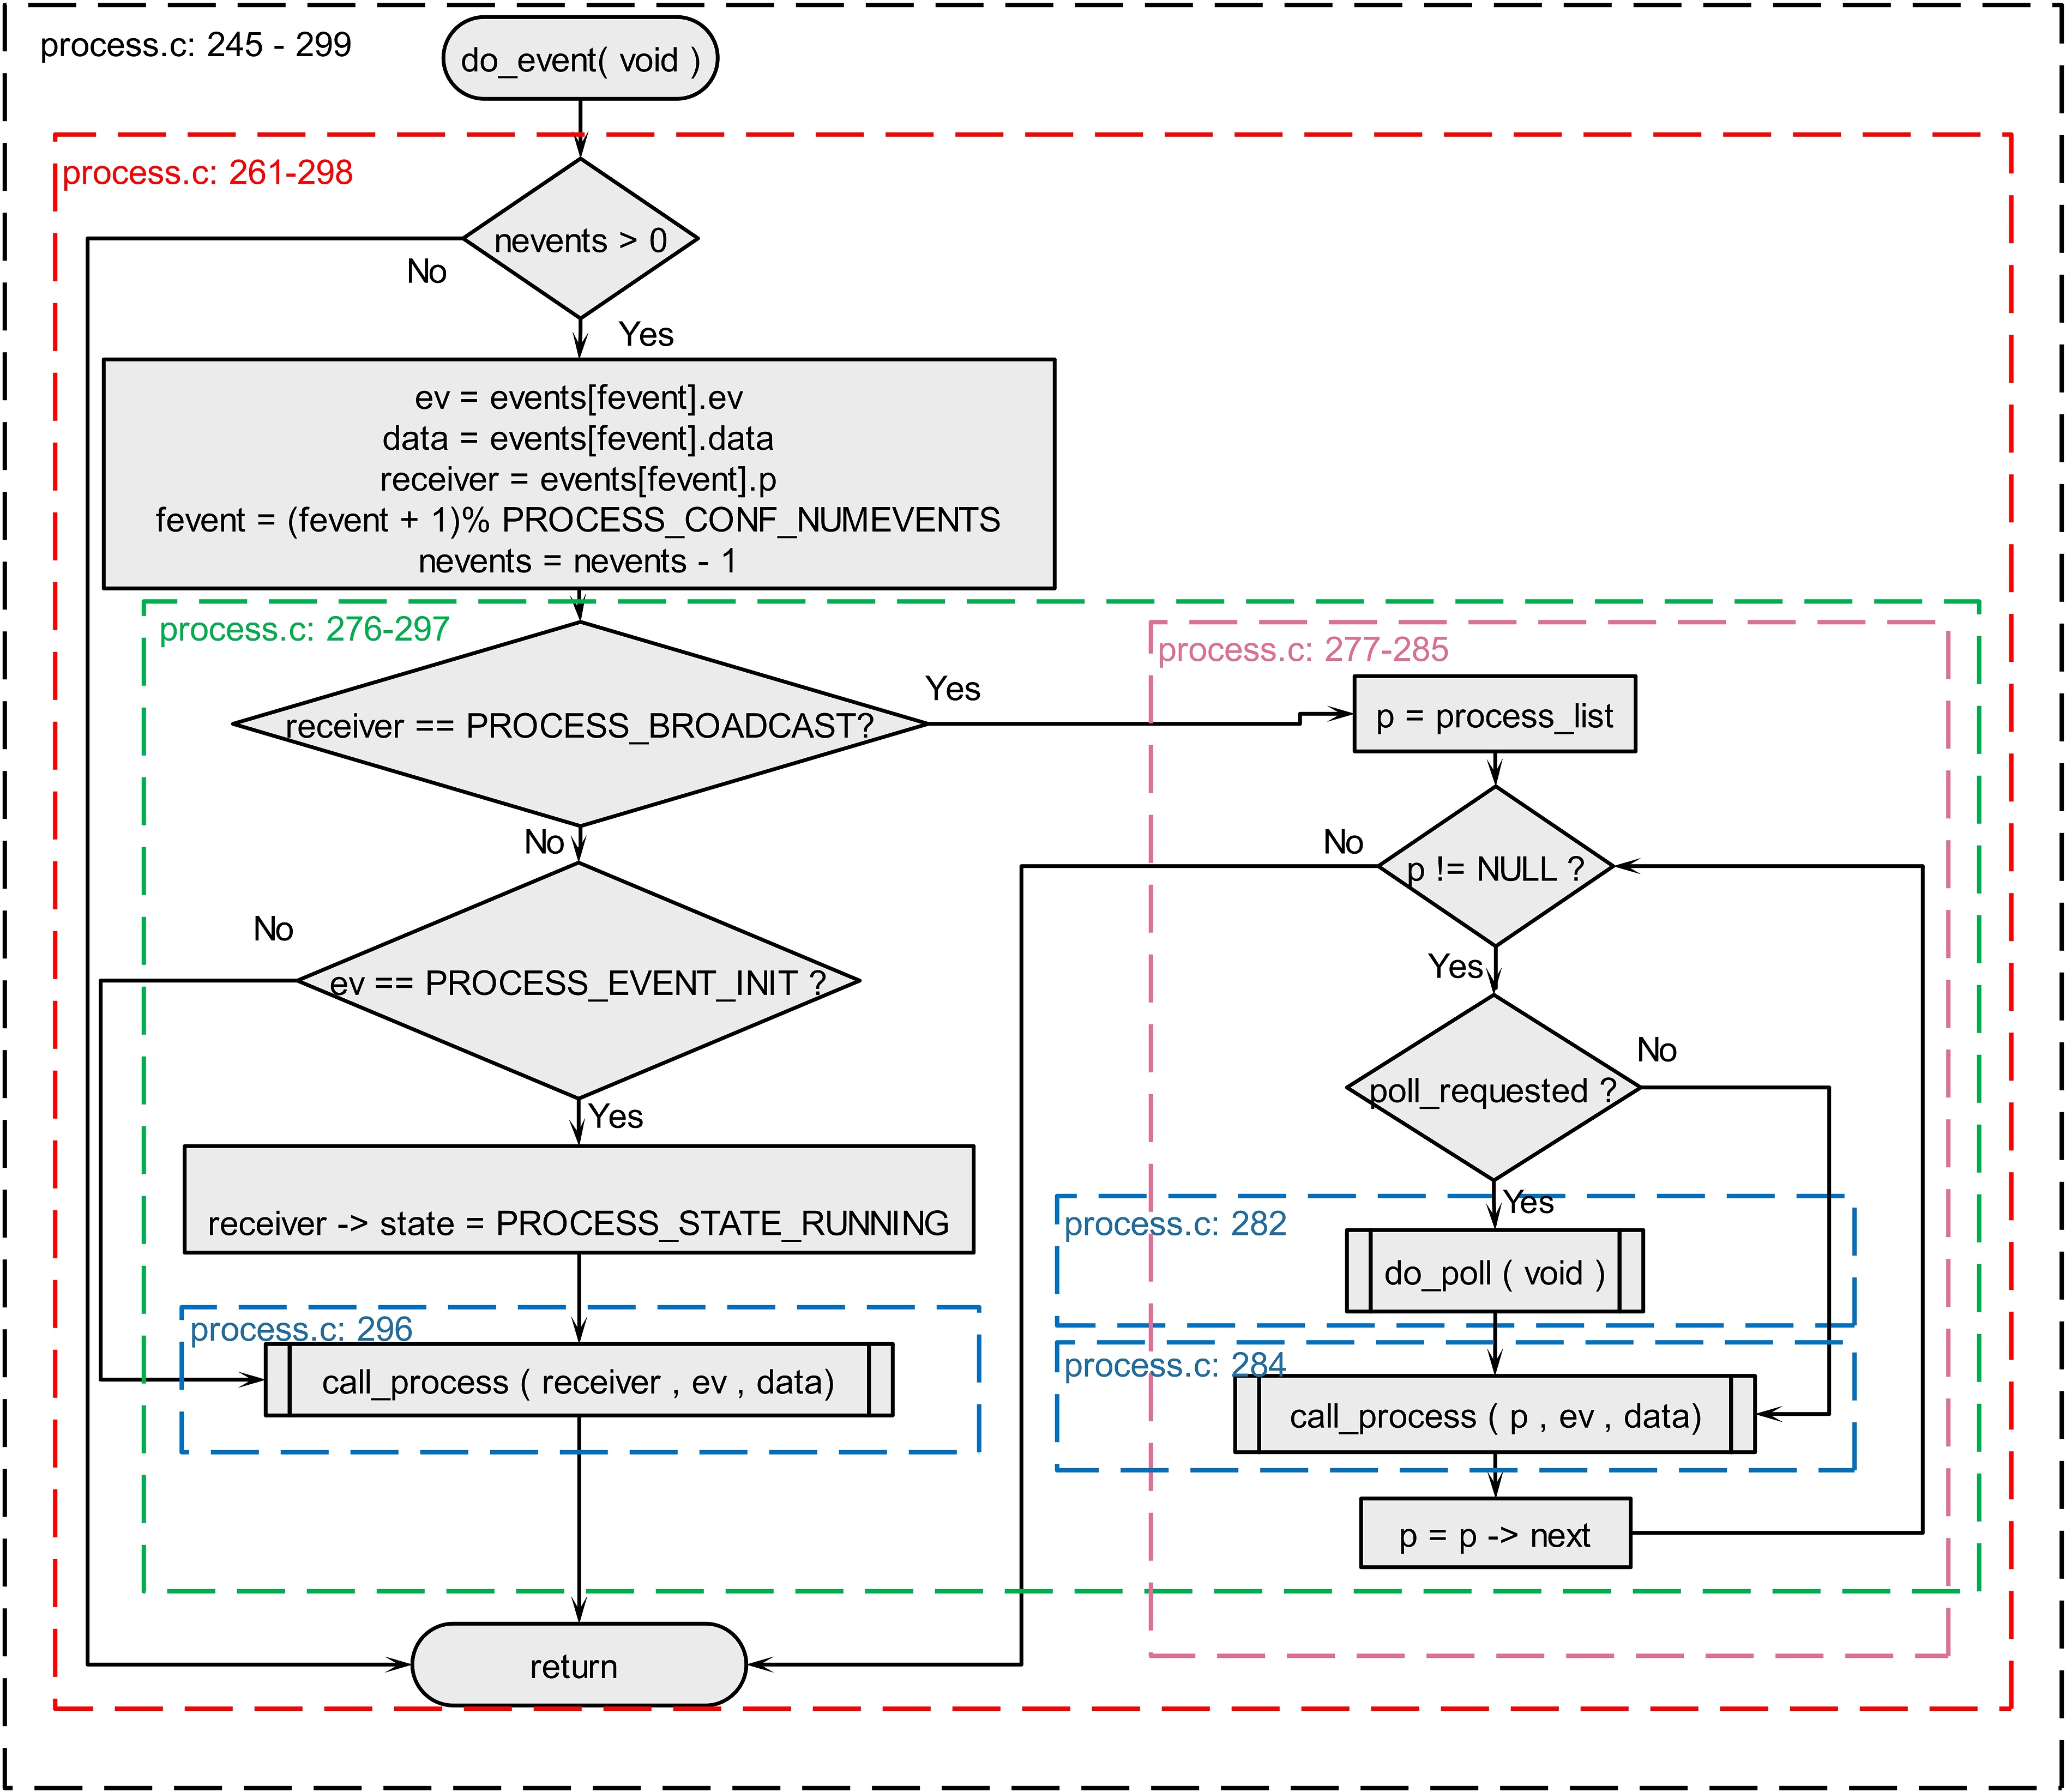 process.c: 245 - 299
do_event( void )
process.c: 261-298
nevents > 0
No
Yes
ev = events[fevent].ev
data = events[fevent].data
receiver = events[fevent].p
fevent = (fevent + 1)% PROCESS_CONF_NUMEVENTS
nevents = nevents - 1
process.c: 276-297
receiver == PROCESS_BROADCAST?
Yes
No
ev == PROCESS_EVENT_INIT ?
No
Yes
receiver -> state = PROCESS_STATE_RUNNING
process.c: 296
call_process ( receiver , ev , data)
return
process.c: 277-285
p = process_list
p != NULL ?
No
Yes
poll_requested ?
No
Yes
process.c: 282
do_poll ( void )
process.c: 284
call_process ( p , ev , data)
p = p -> next